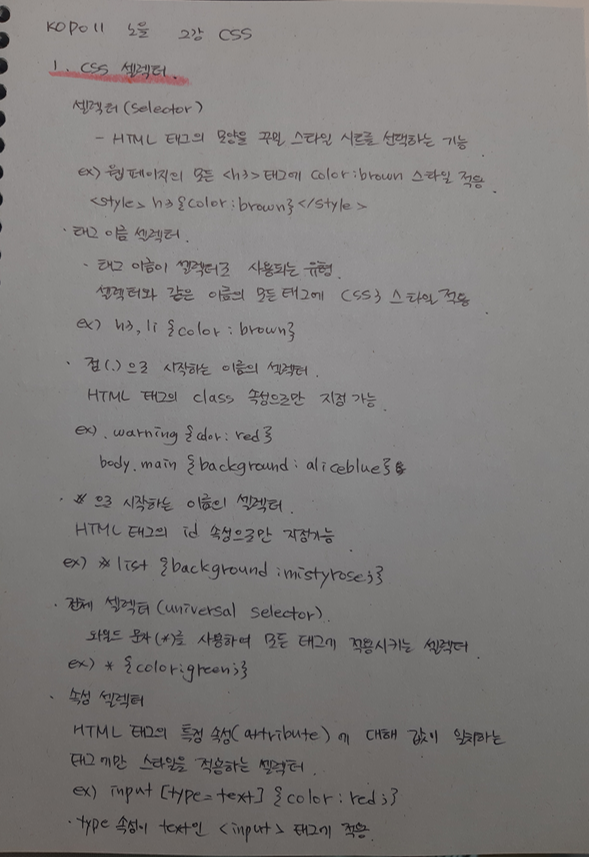 KOPO11 노을 2강 CSS
1. CSS 셀렉터.
셀렉터(selector)
- HTML 태그의 모양을 꾸밀 스타일 시트를 선택하는 기능
ex) 웹페이지의 모든 <h3>태그에 color:brown 스타일 적용
<style> h3{color:brown}</style>
· 태그 이름 셀렉터.
· 태그 이름이 셀렉터로 사용되는 유형.
셀렉터와 같은 이름의 모든 태그에 CSS3 스타일 적용
ex) h3, li {color: brown}
· 점(.)으로 시작하는 이름의 셀렉터.
HTML 태그의 class 속성으로만 지정 가능
ex) .warning {color: red}
body.main {background: aliceblue}
· * 으로 시작하는 이름의 셀렉터.
HTML 태그의 id 속성으로만 지정가능
ex) * list {background:mistyrose;}
· 전체 셀렉터(universal selector).
와일드 문자(*)를 사용하여 모든 태그에 적용시키는 셀렉터.
ex) * {color:green;}
· 속성 셀렉터
HTML 태그의 특정 속성(attribute)에 대해 값이 일치하는
태그에만 스타일을 적용하는 셀렉터.
ex) input [type=text] {color: red;}
· type 속성이 text인 <input> 태그에 적용.